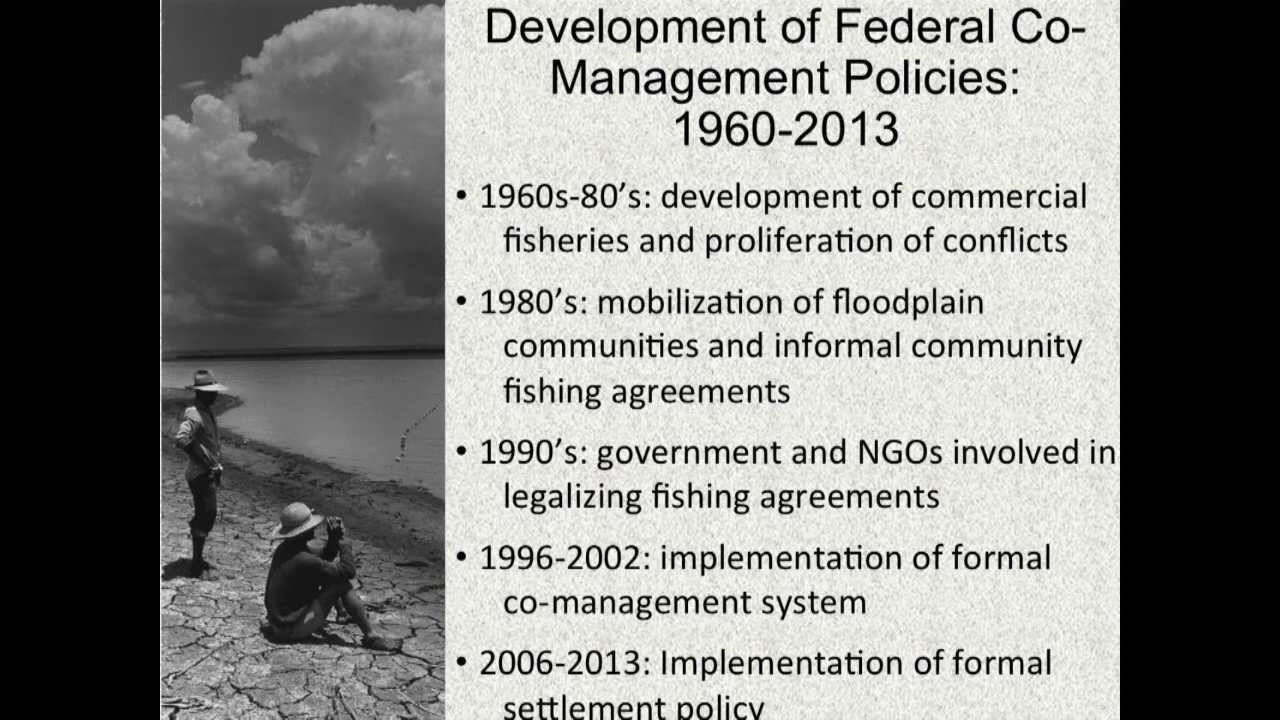 Development of Federal Co-
Management Policies:
1960-2013
• 1960s-80’s: development of commercial
fisheries and proliferation of conflicts
• 1980’s: mobilization of floodplain
communities and informal community
fishing agreements
• 1990’s: government and NGOs involved in
legalizing fishing agreements
• 1996-2002: implementation of formal
co-management system
• 2006-2013: Implementation of formal
settlement policy